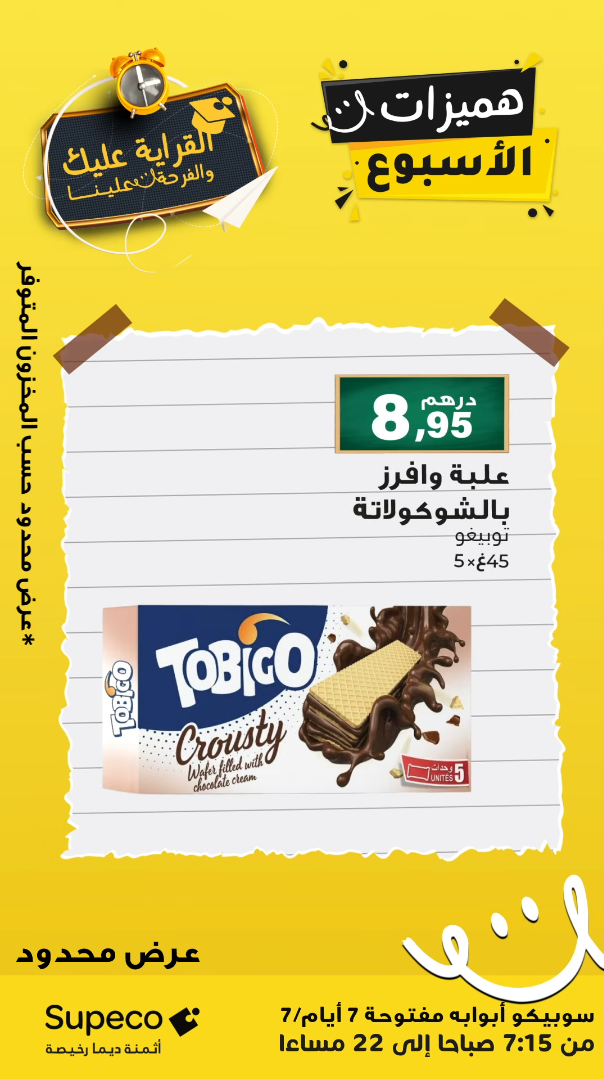 القراية عليك
والفرحة علينا
هميزات
الأسبوع
*عرض محدود حسب المخزون المتوفر
درهم
8,95
علبة وافرز
بالشوكولاتة
توبيغو
45غ×5
TOBIGO
TOBIGO
Crousty
Wafer filled with
chocolate cream
5 وحدات
UNITÉS
عرض محدود
Supeco
أثمنة ديما رخيصة
سوبيكو أبوابه مفتوحة 7 أيام/7
من 7:15 صباحا إلى 22 مساءا